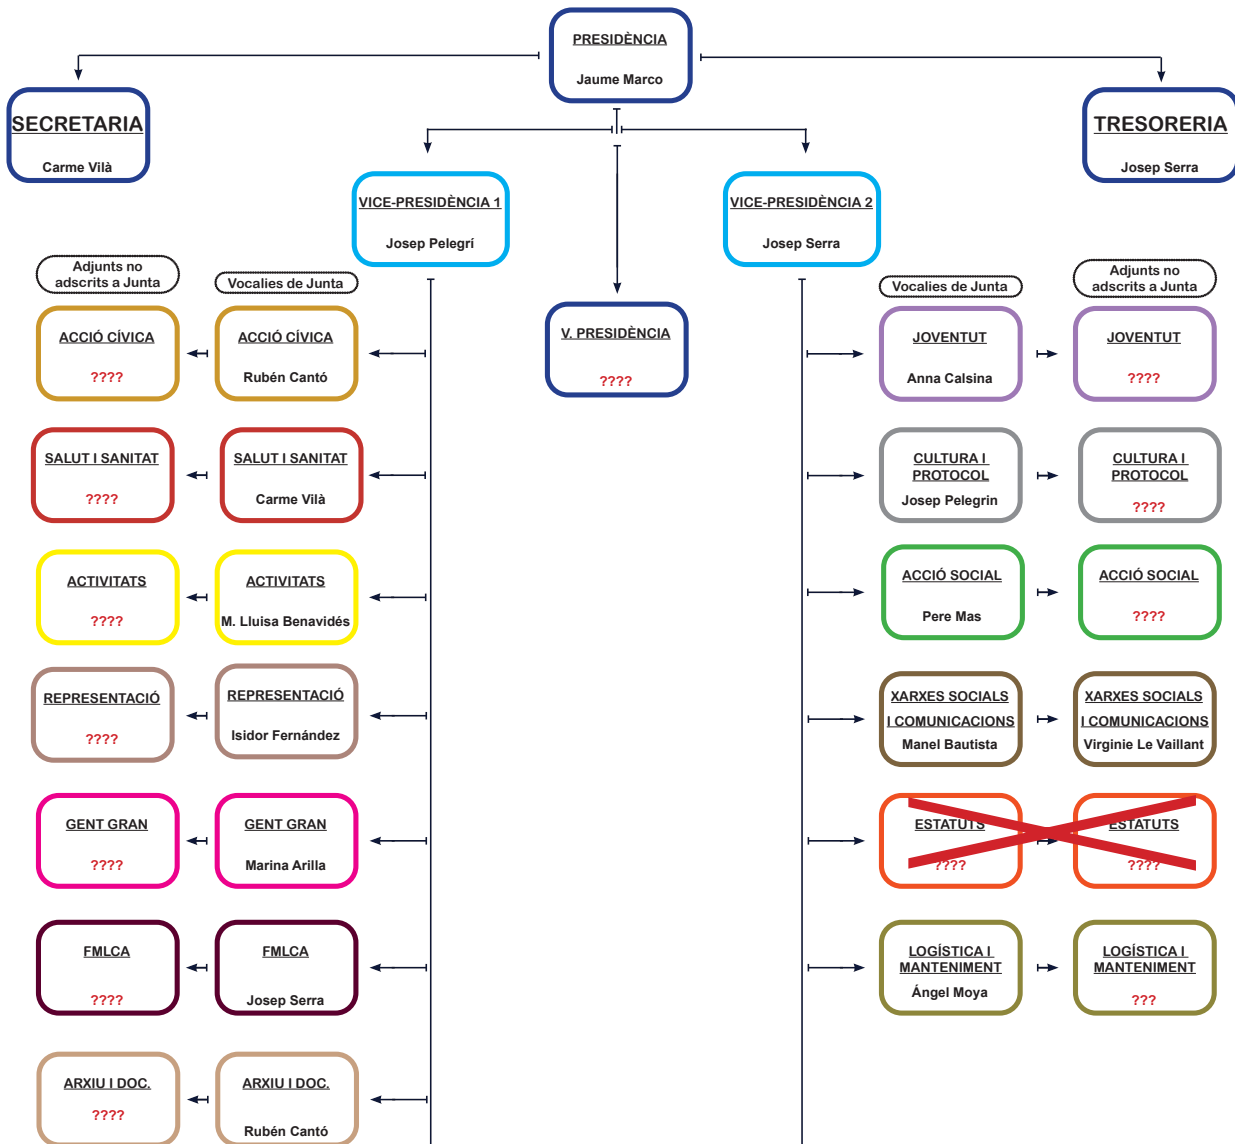 PRESIDÈNCIA
Jaume Marco
SECRETARIA
Carme Vilà
TRESORERIA
Josep Serra
VICE-PRESIDÈNCIA 1
Josep Pelegrí
VICE-PRESIDÈNCIA 2
Josep Serra
V. PRESIDÈNCIA
????
Adjunts no
adscrits a Junta
Vocalies de Junta
Vocalies de Junta
Adjunts no
adscrits a Junta
ACCIÓ CÍVICA
????
ACCIÓ CÍVICA
Rubén Cantó
JOVENTUT
Anna Calsina
JOVENTUT
????
SALUT I SANITAT
????
SALUT I SANITAT
Carme Vilà
CULTURA I
PROTOCOL
Josep Pelegrin
CULTURA I
PROTOCOL
????
ACTIVITATS
????
ACTIVITATS
M. Lluisa Benavidés
ACCIÓ SOCIAL
Pere Mas
ACCIÓ SOCIAL
????
REPRESENTACIÓ
????
REPRESENTACIÓ
Isidor Fernández
XARXES SOCIALS
I COMUNICACIONS
Manel Bautista
XARXES SOCIALS
I COMUNICACIONS
Virginie Le Vaillant
GENT GRAN
????
GENT GRAN
Marina Arilla
ESTATUTS
????
ESTATUTS
????
FMLCA
????
FMLCA
Josep Serra
LOGÍSTICA I
MANTENIMENT
Ángel Moya
LOGÍSTICA I
MANTENIMENT
???
ARXIU I DOC.
????
ARXIU I DOC.
Rubén Cantó